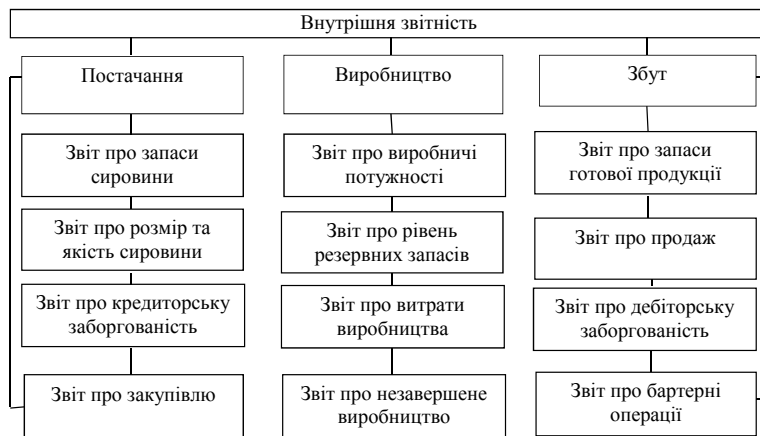 Внутрішня звітність
Постачання
Звіт про запаси
сировини
Звіт про розмір та
якість сировини
Звіт про кредиторську
заборгованість
Звіт про закупівлю
Виробництво
Звіт про виробничі
потужності
Звіт про рівень
резервних запасів
Звіт про витрати
виробництва
Звіт про незавершене
виробництво
Збут
Звіт про запаси
готової продукції
Звіт про продаж
Звіт про дебіторську
заборгованість
Звіт про бартерні
операції